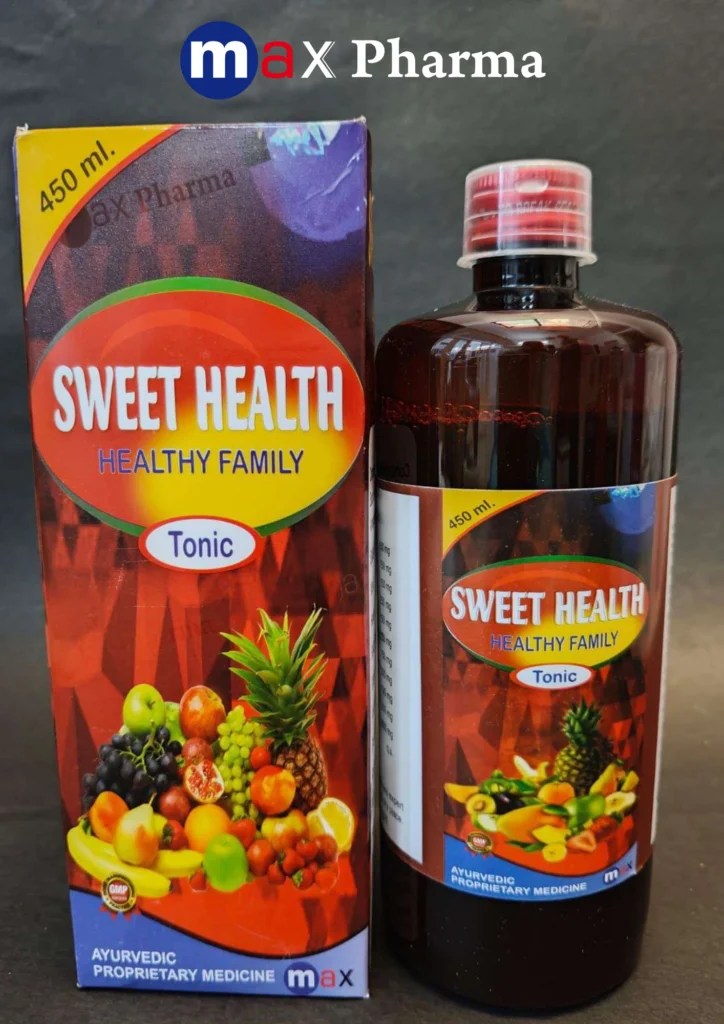 max Pharma
450 ml.
max Pharma
SWEET HEALTH
HEALTHY FAMILY
Tonic
GMP
AYURVEDIC
PROPRIETARY MEDICINE
max
450 ml.
SWEET HEALTH
HEALTHY FAMILY
Tonic
AYURVEDIC
PROPRIETARY MEDICINE
max